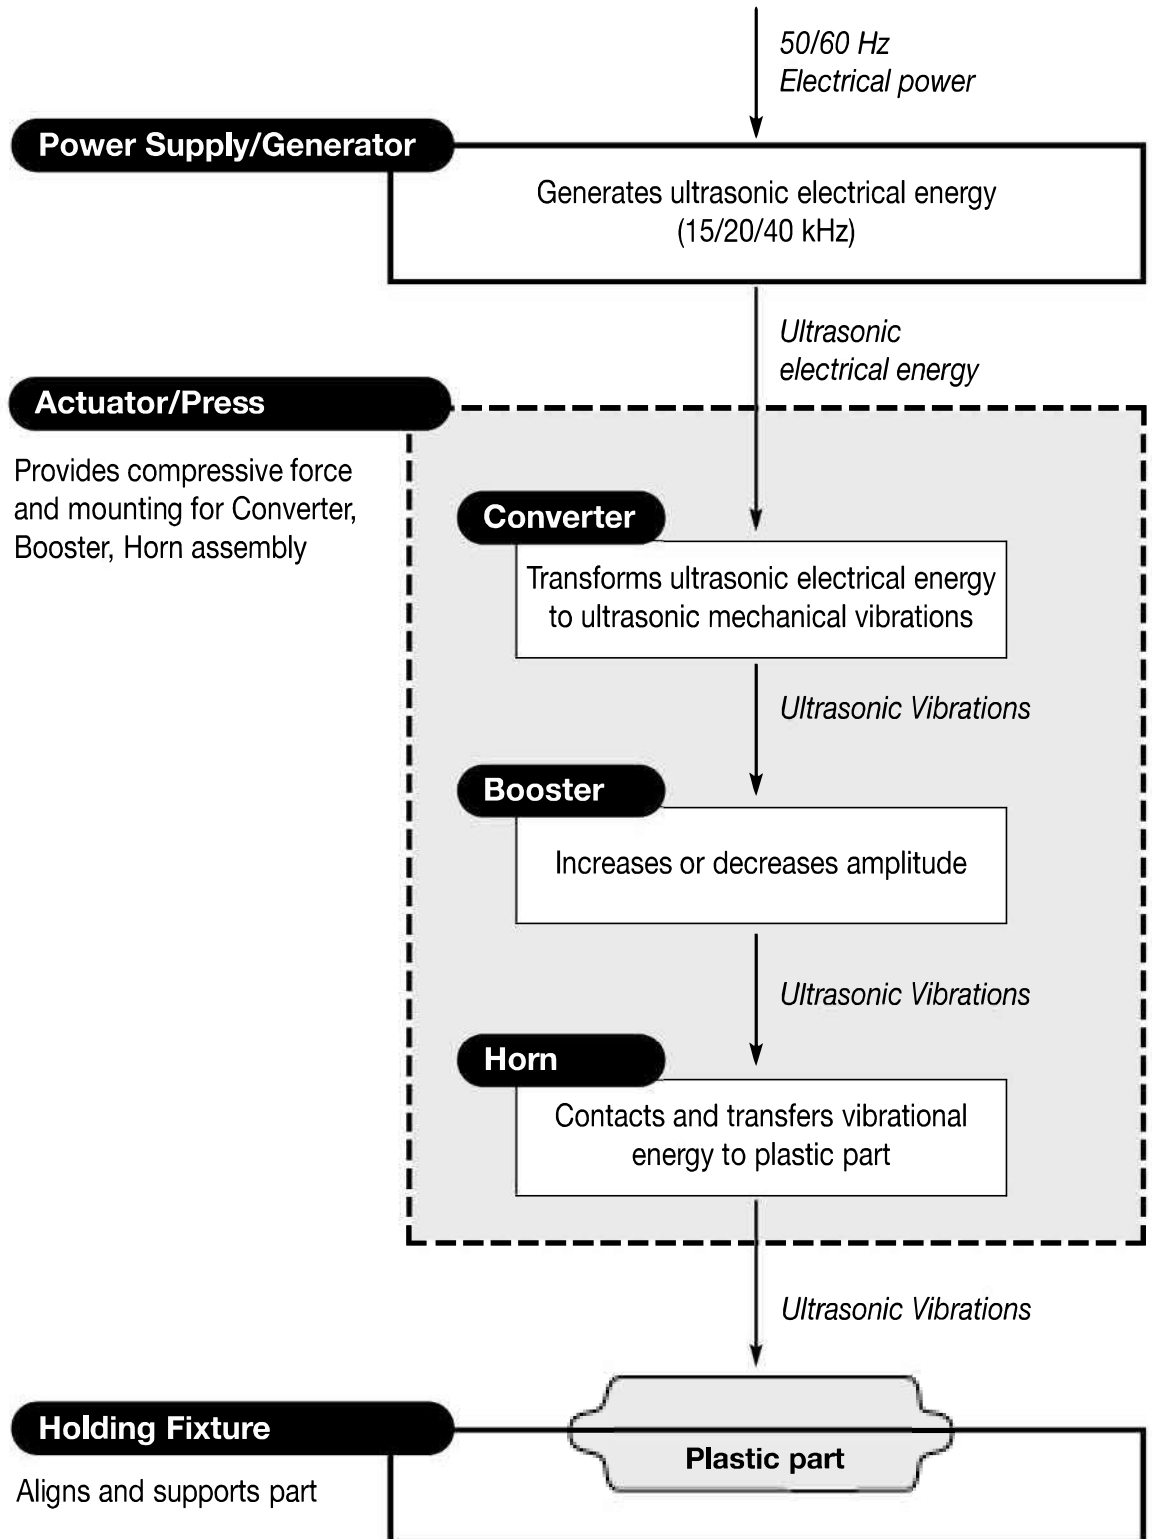 50/60 Hz
Electrical power
Power Supply/Generator
Generates ultrasonic electrical energy
(15/20/40 kHz)
Ultrasonic
electrical energy
Actuator/Press
Provides compressive force
and mounting for Converter,
Booster, Horn assembly
Converter
Transforms ultrasonic electrical energy
to ultrasonic mechanical vibrations
Ultrasonic Vibrations
Booster
Increases or decreases amplitude
Ultrasonic Vibrations
Horn
Contacts and transfers vibrational
energy to plastic part
Ultrasonic Vibrations
Holding Fixture
Aligns and supports part
Plastic part